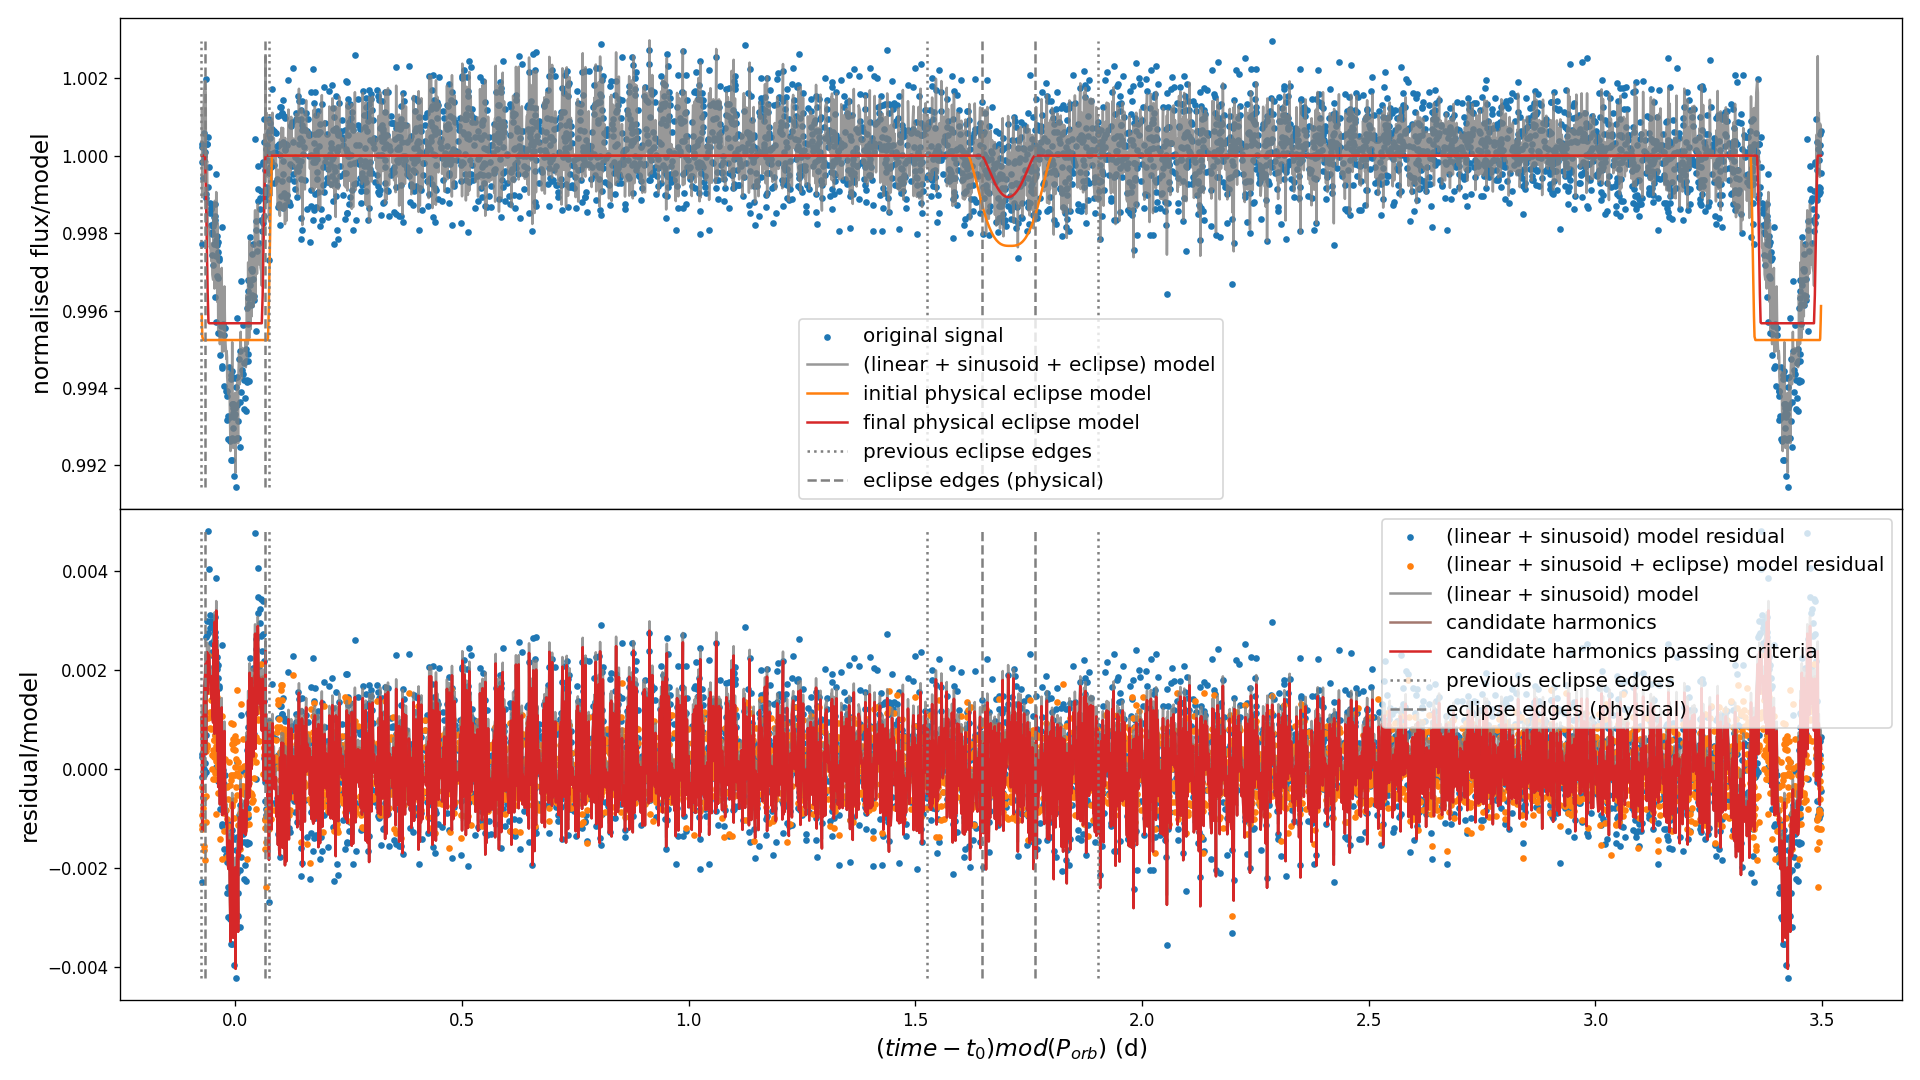 normalised flux/model
1.002
1.000
0.998
0.996
0.994
0.992
original signal
(linear + sinusoid + eclipse) model
initial physical eclipse model
final physical eclipse model
previous eclipse edges
eclipse edges (physical)
residual/model
0.004
0.002
0.000
−0.002
−0.004
(linear + sinusoid) model residual
(linear + sinusoid + eclipse) model residual
(linear + sinusoid) model
candidate harmonics
candidate harmonics passing criteria
previous eclipse edges
eclipse edges (physical)
0.0 0.5 1.0 1.5 2.0 2.5 3.0 3.5
(time − t₀)mod(Pₒᵣb) (d)